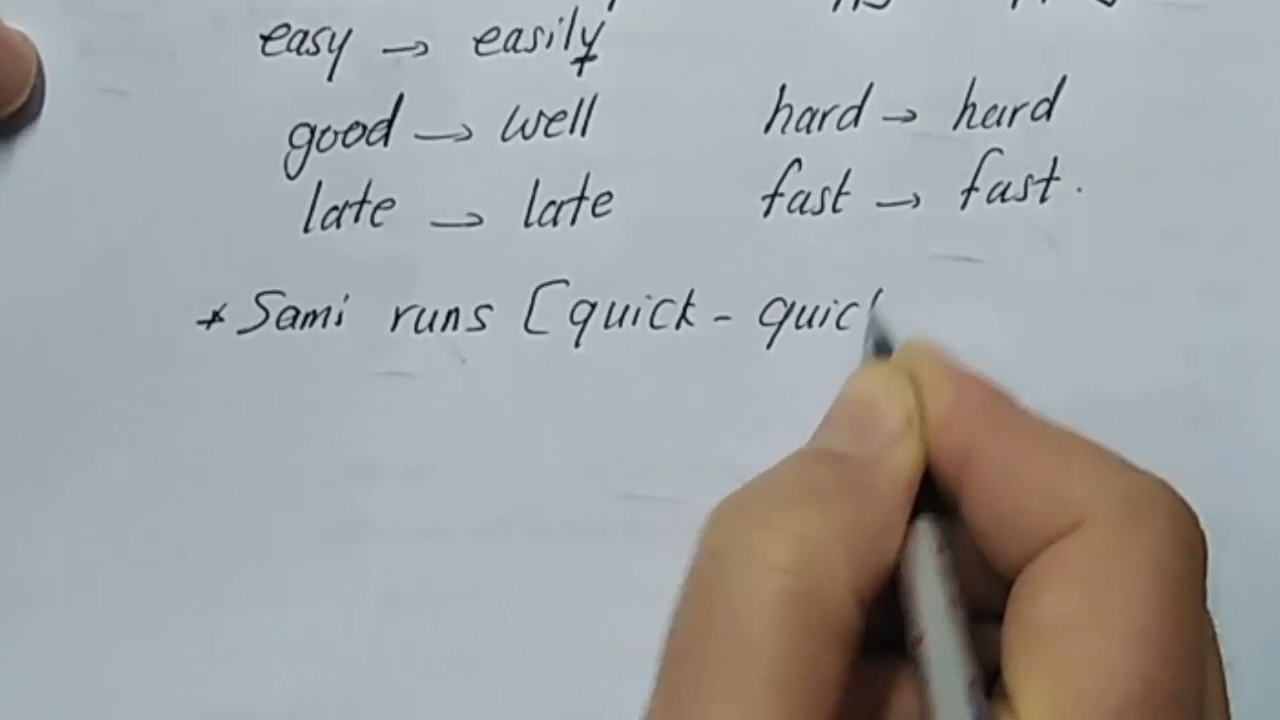 easy → easily
good → well hard → hard
late → late fast → fast.
* Sami runs [quick - quic